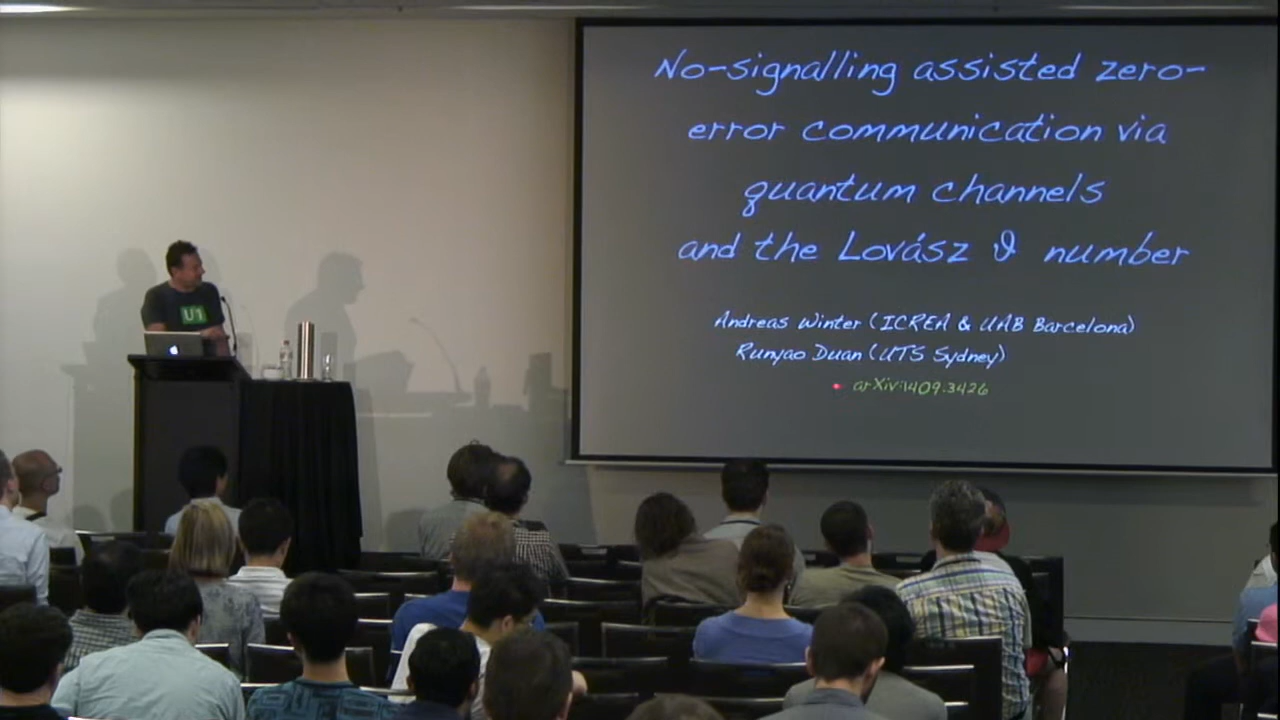 No-signalling assisted zero-
error communication via
quantum channels
and the Lovász ϑ number
Andreas Winter (ICREA & UAB Barcelona)
Runyao Duan (UTS Sydney)
arXiv:1409.3426